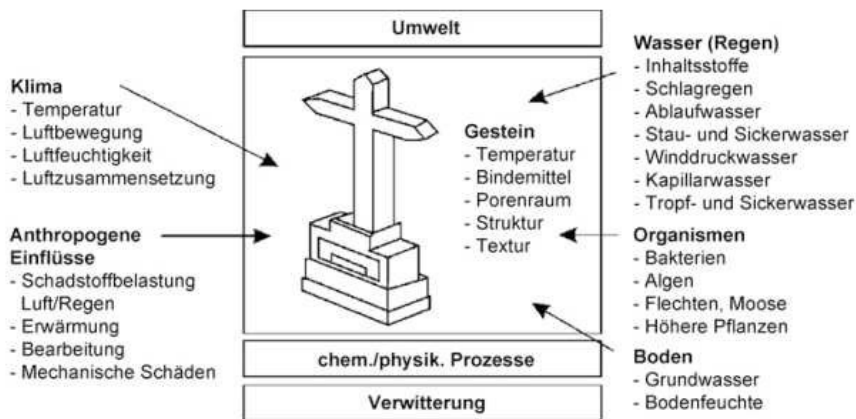 Umwelt
Klima
- Temperatur
- Luftbewegung
- Luftfeuchtigkeit
- Luftzusammensetzung
Anthropogene
Einflüsse
- Schadstoffbelastung
Luft/Regen
- Erwärmung
- Bearbeitung
- Mechanische Schäden
Gestein
- Temperatur
- Bindemittel
- Porenraum
- Struktur
- Textur
Wasser (Regen)
- Inhaltsstoffe
- Schlagregen
- Ablaufwasser
- Stau- und Sickerwasser
- Winddruckwasser
- Kapillarwasser
- Tropf- und Sickerwasser
Organismen
- Bakterien
- Algen
- Flechten, Moose
- Höhere Pflanzen
Boden
- Grundwasser
- Bodenfeuchte
chem./physik. Prozesse
Verwitterung